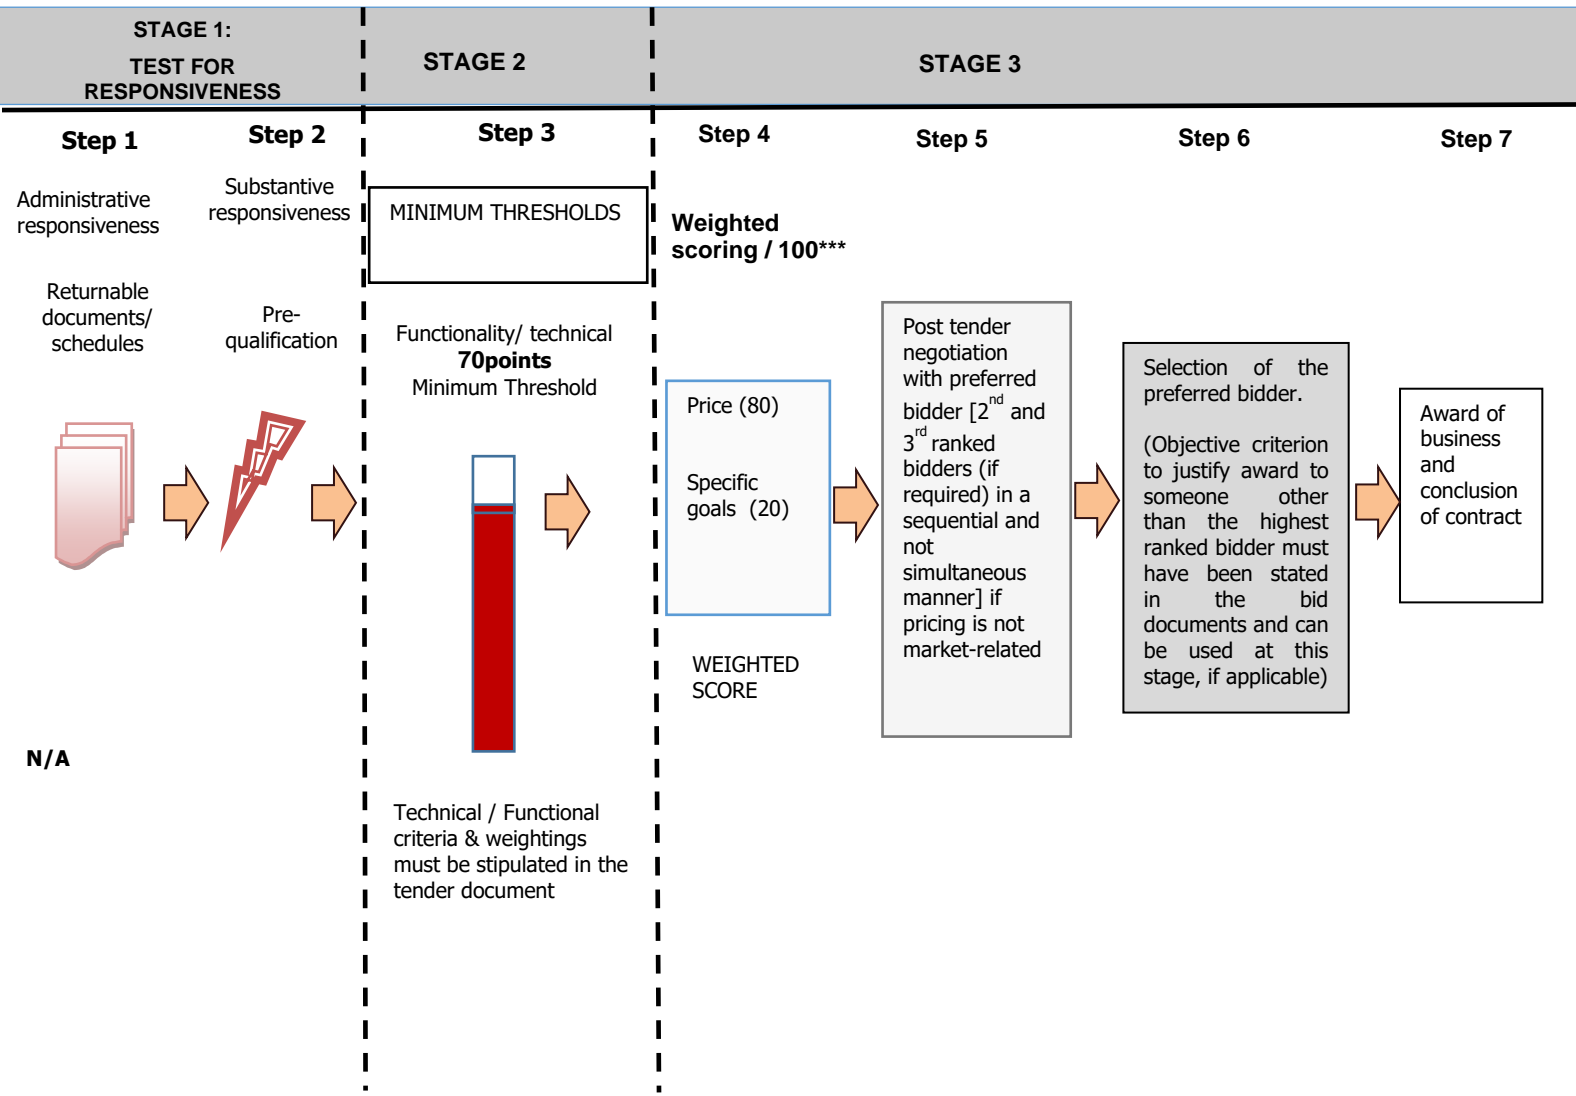 STAGE 1:
TEST FOR
RESPONSIVENESS
STAGE 2
STAGE 3
Step 1
Step 2
Step 3
Step 4
Step 5
Step 6
Step 7
Administrative
responsiveness
Returnable
documents/
schedules
N/A
Substantive
responsiveness
Pre-
qualification
MINIMUM THRESHOLDS
Functionality/ technical
70points
Minimum Threshold
Technical / Functional
criteria & weightings
must be stipulated in the
tender document
Weighted
scoring / 100***
Price (80)
Specific
goals (20)
WEIGHTED
SCORE
Post tender
negotiation
with preferred
bidder [2nd and
3rd ranked
bidders (if
required) in a
sequential and
not
simultaneous
manner] if
pricing is not
market-related
Selection of the
preferred bidder.
(Objective criterion
to justify award to
someone other
than the highest
ranked bidder must
have been stated
in the bid
documents and can
be used at this
stage, if applicable)
Award of
business
and
conclusion
of contract